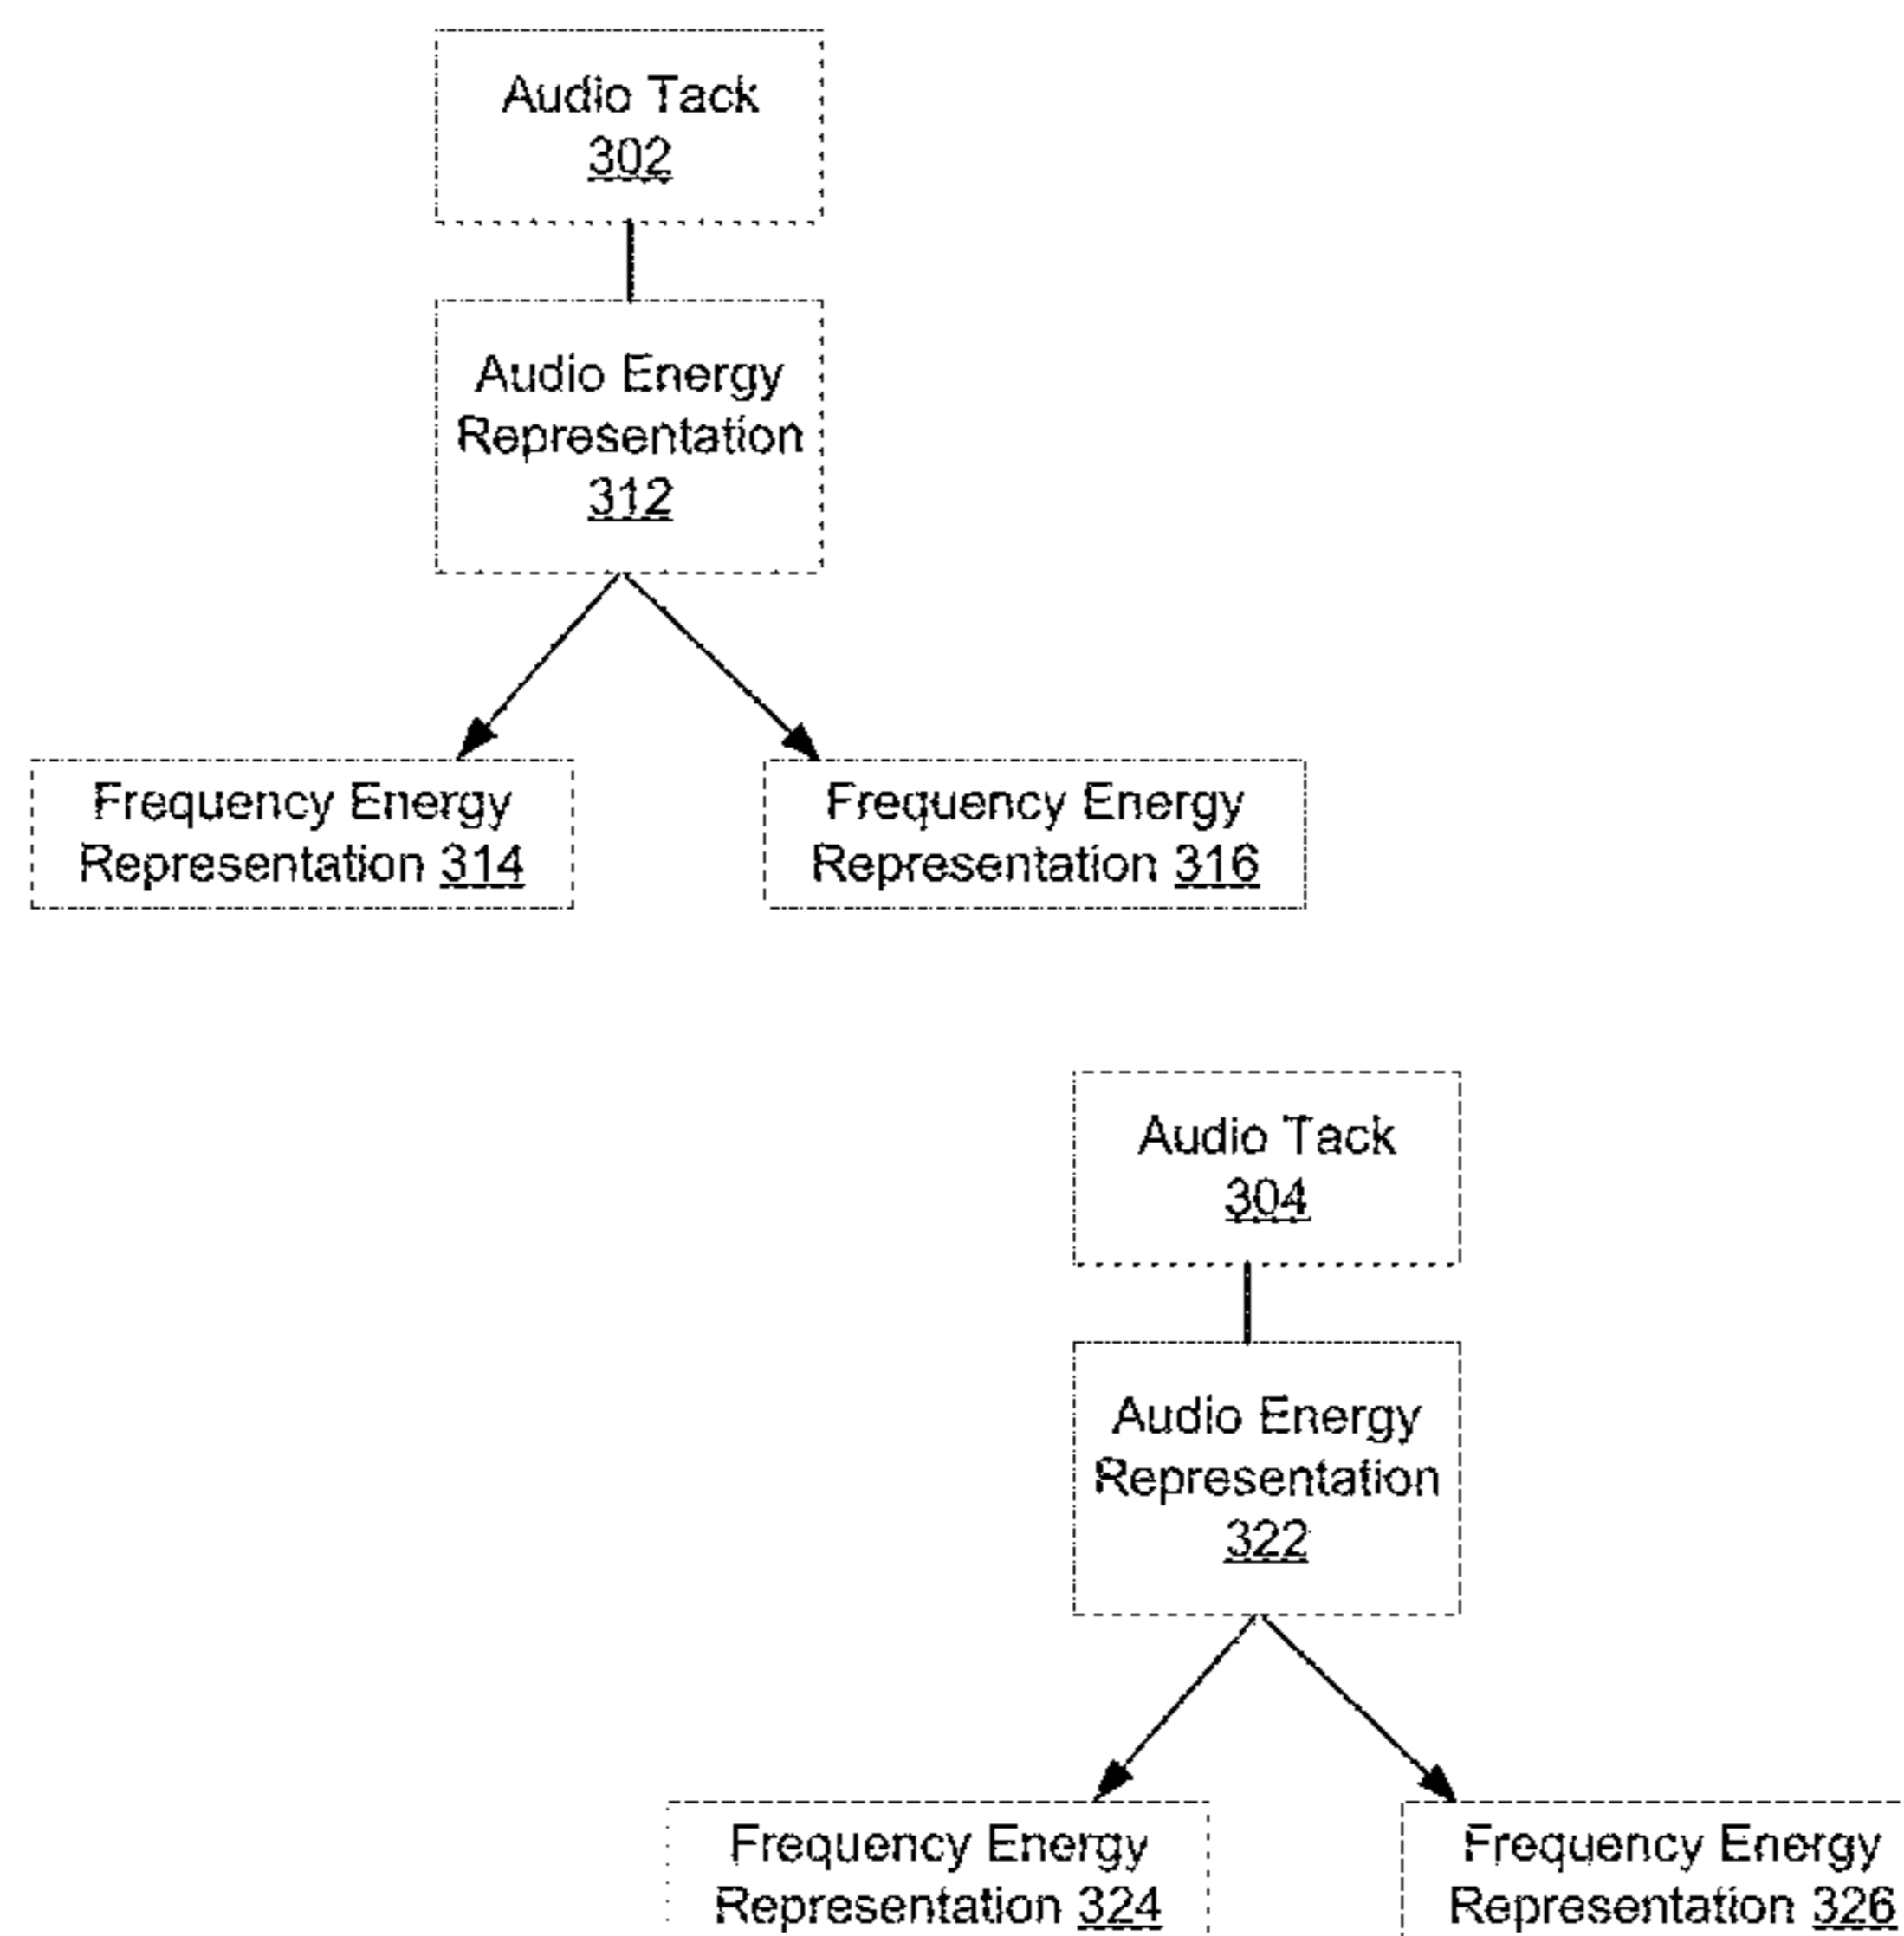 Audio Tack
302
Audio Energy
Representation
312
Frequency Energy
Representation 314
Frequency Energy
Representation 316
Audio Tack
304
Audio Energy
Representation
322
Frequency Energy
Representation 324
Frequency Energy
Representation 326